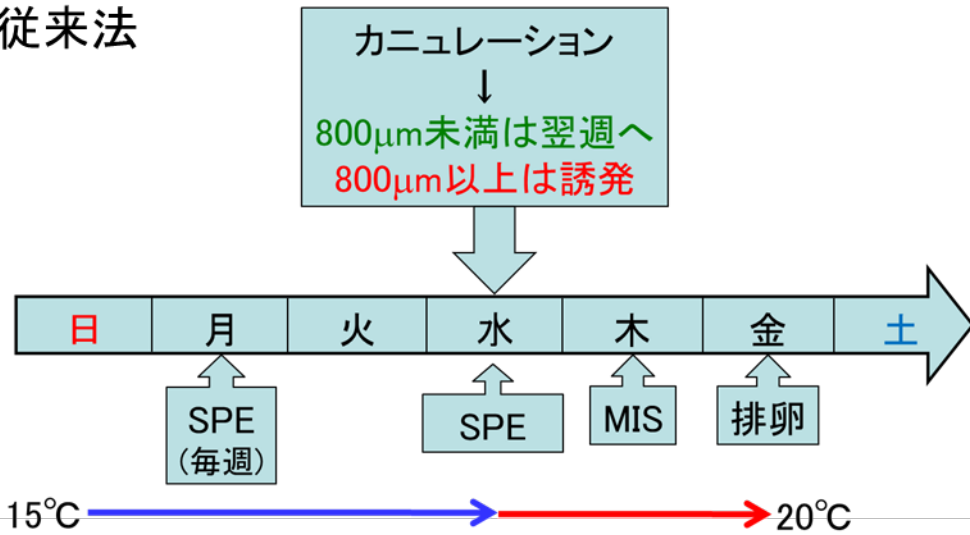 従来法
カニュレーション
↓
800μm未満は翌週へ
800μm以上は誘発
日 月 火 水 木 金 土
SPE
(毎週)
SPE
MIS
排卵
15℃
20℃